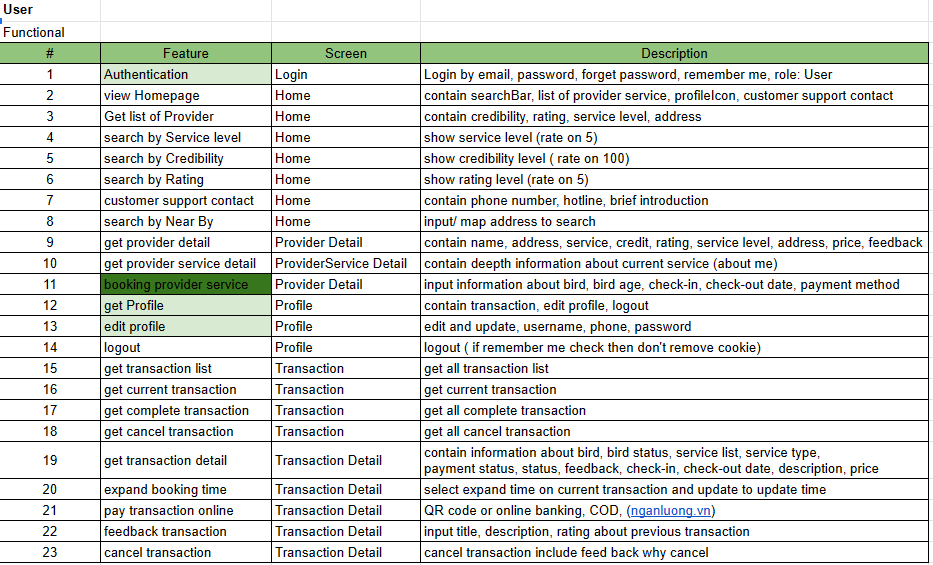 User
Functional
# Feature Screen Description
1 Authentication Login Login by email, password, forget password, remember me, role: User
2 view Homepage Home contain searchBar, list of provider service, profileIcon, customer support contact
3 Get list of Provider Home contain credibility, rating, service level, address
4 search by Service level Home show service level (rate on 5)
5 search by Credibility Home show credibility level ( rate on 100)
6 search by Rating Home show rating level (rate on 5)
7 customer support contact Home contain phone number, hotline, brief introduction
8 search by Near By Home input/ map address to search
9 get provider detail Provider Detail contain name, address, service, credit, rating, service level, address, price, feedback
10 get provider service detail ProviderService Detail contain deepth information about current service (about me)
11 booking provider service Provider Detail input information about bird, bird age, check-in, check-out date, payment method
12 get Profile Profile contain transaction, edit profile, logout
13 edit profile Profile edit and update, username, phone, password
14 logout Profile logout ( if remember me check then don't remove cookie)
15 get transaction list Transaction get all transaction list
16 get current transaction Transaction get current transaction
17 get complete transaction Transaction get all complete transaction
18 get cancel transaction Transaction get all cancel transaction
19 get transaction detail Transaction Detail contain information about bird, bird status, service list, service type,
payment status, status, feedback, check-in, check-out date, description, price
20 expand booking time Transaction Detail select expand time on current transaction and update to update time
21 pay transaction online Transaction Detail QR code or online banking, COD, (nganluong.vn)
22 feedback transaction Transaction Detail input title, description, rating about previous transaction
23 cancel transaction Transaction Detail cancel transaction include feed back why cancel